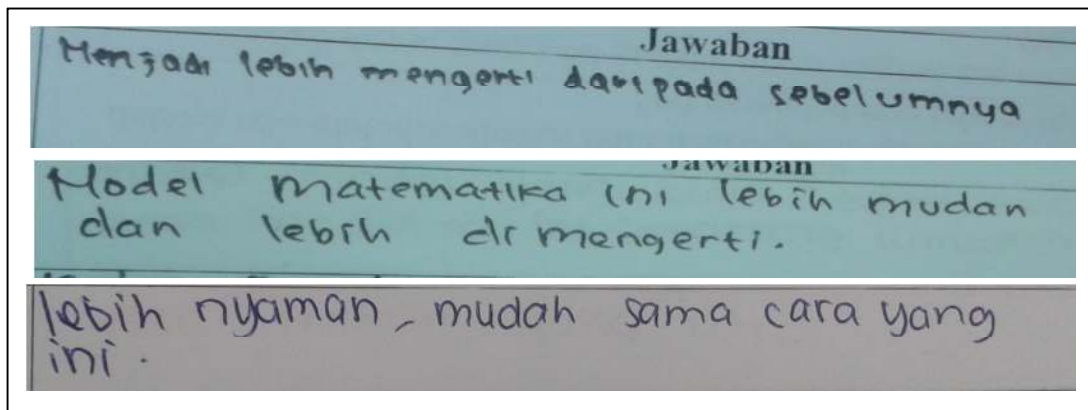 Jawaban
Menjadi lebih mengerti daripada sebelumnya
Jawaban
Model matematika ini lebih mudah
dan lebih di mengerti.
lebih nyaman, mudah sama cara yang
ini.